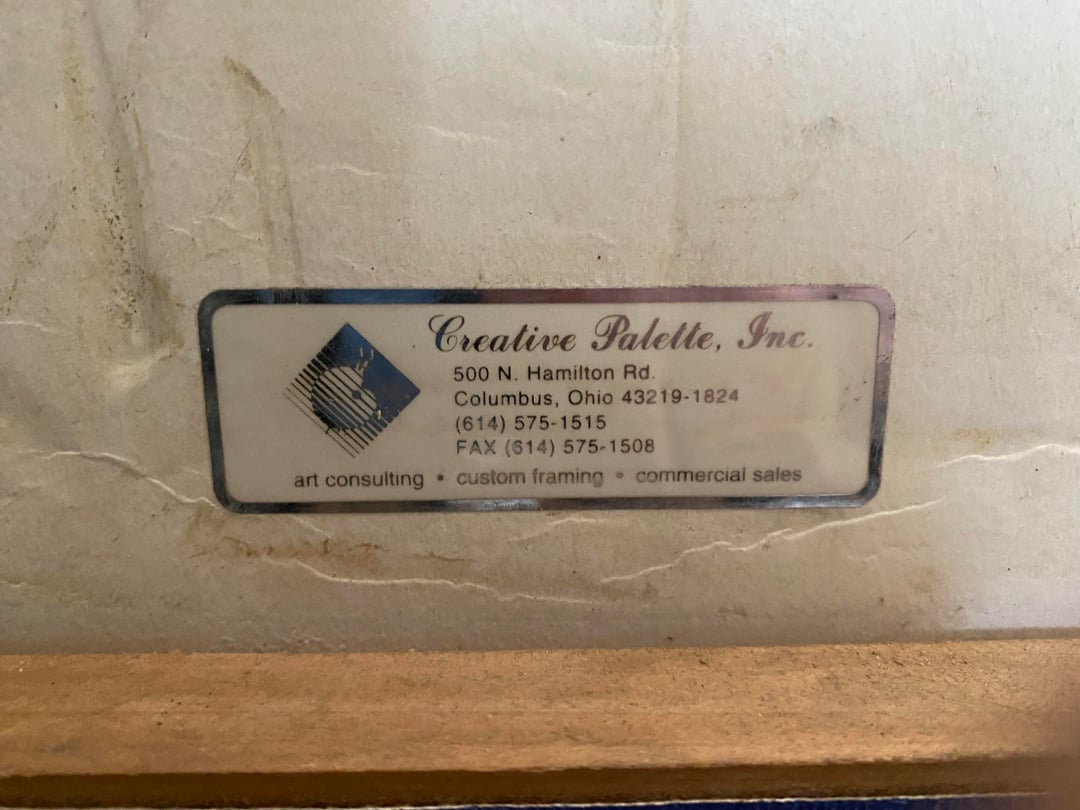 Creative Palette, Inc.
500 N. Hamilton Rd.
Columbus, Ohio 43219-1824
(614) 575-1515
FAX (614) 575-1508
art consulting • custom framing • commercial sales